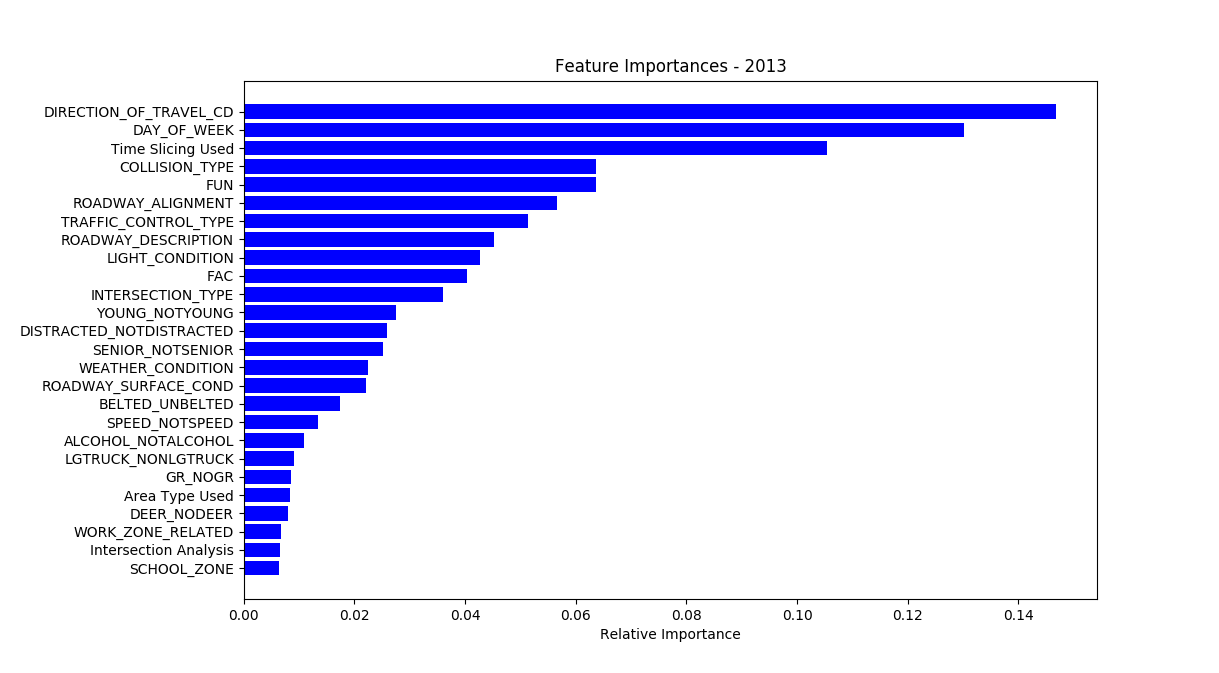 Feature Importances - 2013
DIRECTION_OF_TRAVEL_CD
DAY_OF_WEEK
Time Slicing Used
COLLISION_TYPE
FUN
ROADWAY_ALIGNMENT
TRAFFIC_CONTROL_TYPE
ROADWAY_DESCRIPTION
LIGHT_CONDITION
FAC
INTERSECTION_TYPE
YOUNG_NOTYOUNG
DISTRACTED_NOTDISTRACTED
SENIOR_NOTSENIOR
WEATHER_CONDITION
ROADWAY_SURFACE_COND
BELTED_UNBELTED
SPEED_NOTSPEED
ALCOHOL_NOTALCOHOL
LGTRUCK_NONLGTRUCK
GR_NOGR
Area Type Used
DEER_NODEER
WORK_ZONE_RELATED
Intersection Analysis
SCHOOL_ZONE
0.00 0.02 0.04 0.06 0.08 0.10 0.12 0.14
Relative Importance